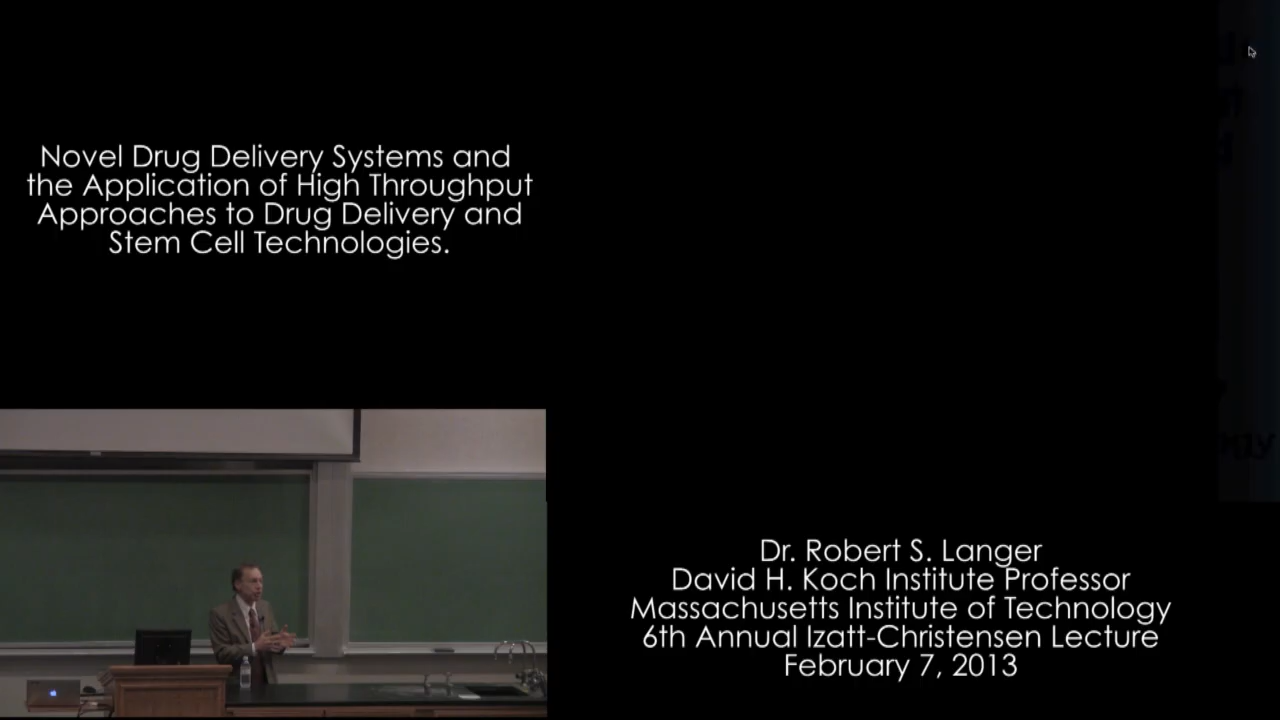 Novel Drug Delivery Systems and
the Application of High Throughput
Approaches to Drug Delivery and
Stem Cell Technologies.
Dr. Robert S. Langer
David H. Koch Institute Professor
Massachusetts Institute of Technology
6th Annual Izatt-Christensen Lecture
February 7, 2013